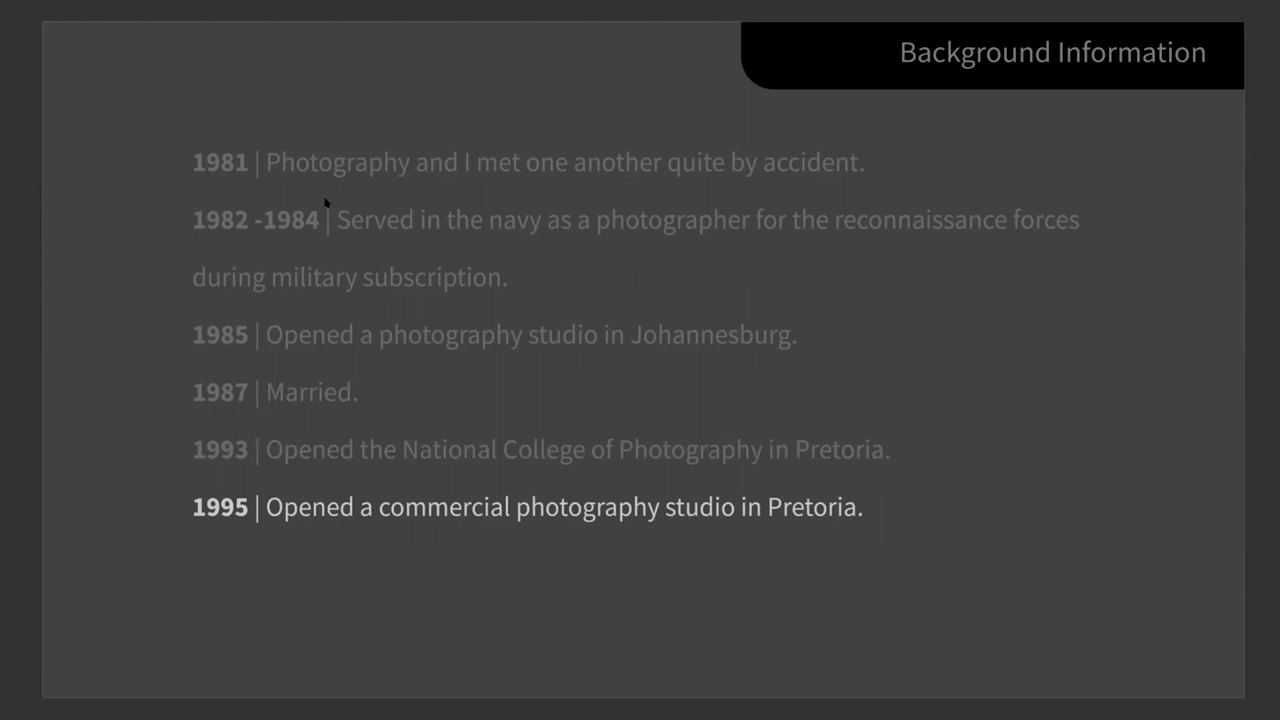 Background Information
1981 | Photography and I met one another quite by accident.
1982 -1984 | Served in the navy as a photographer for the reconnaissance forces
during military subscription.
1985 | Opened a photography studio in Johannesburg.
1987 | Married.
1993 | Opened the National College of Photography in Pretoria.
1995 | Opened a commercial photography studio in Pretoria.